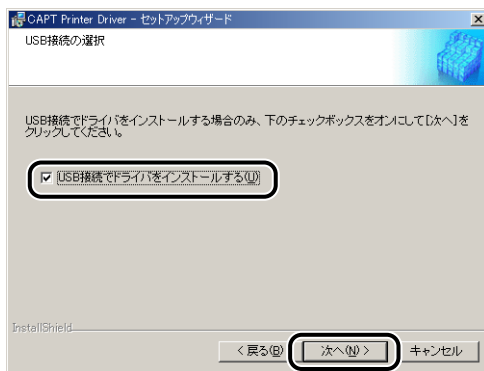 CAPT Printer Driver - セットアップウィザード
USB接続の選択
USB接続でドライバをインストールする場合のみ、下のチェックボックスをオンにして[次へ]を
クリックしてください。
USB接続でドライバをインストールする(U)
InstallShield
< 戻る(B)
次へ(N) >
キャンセル